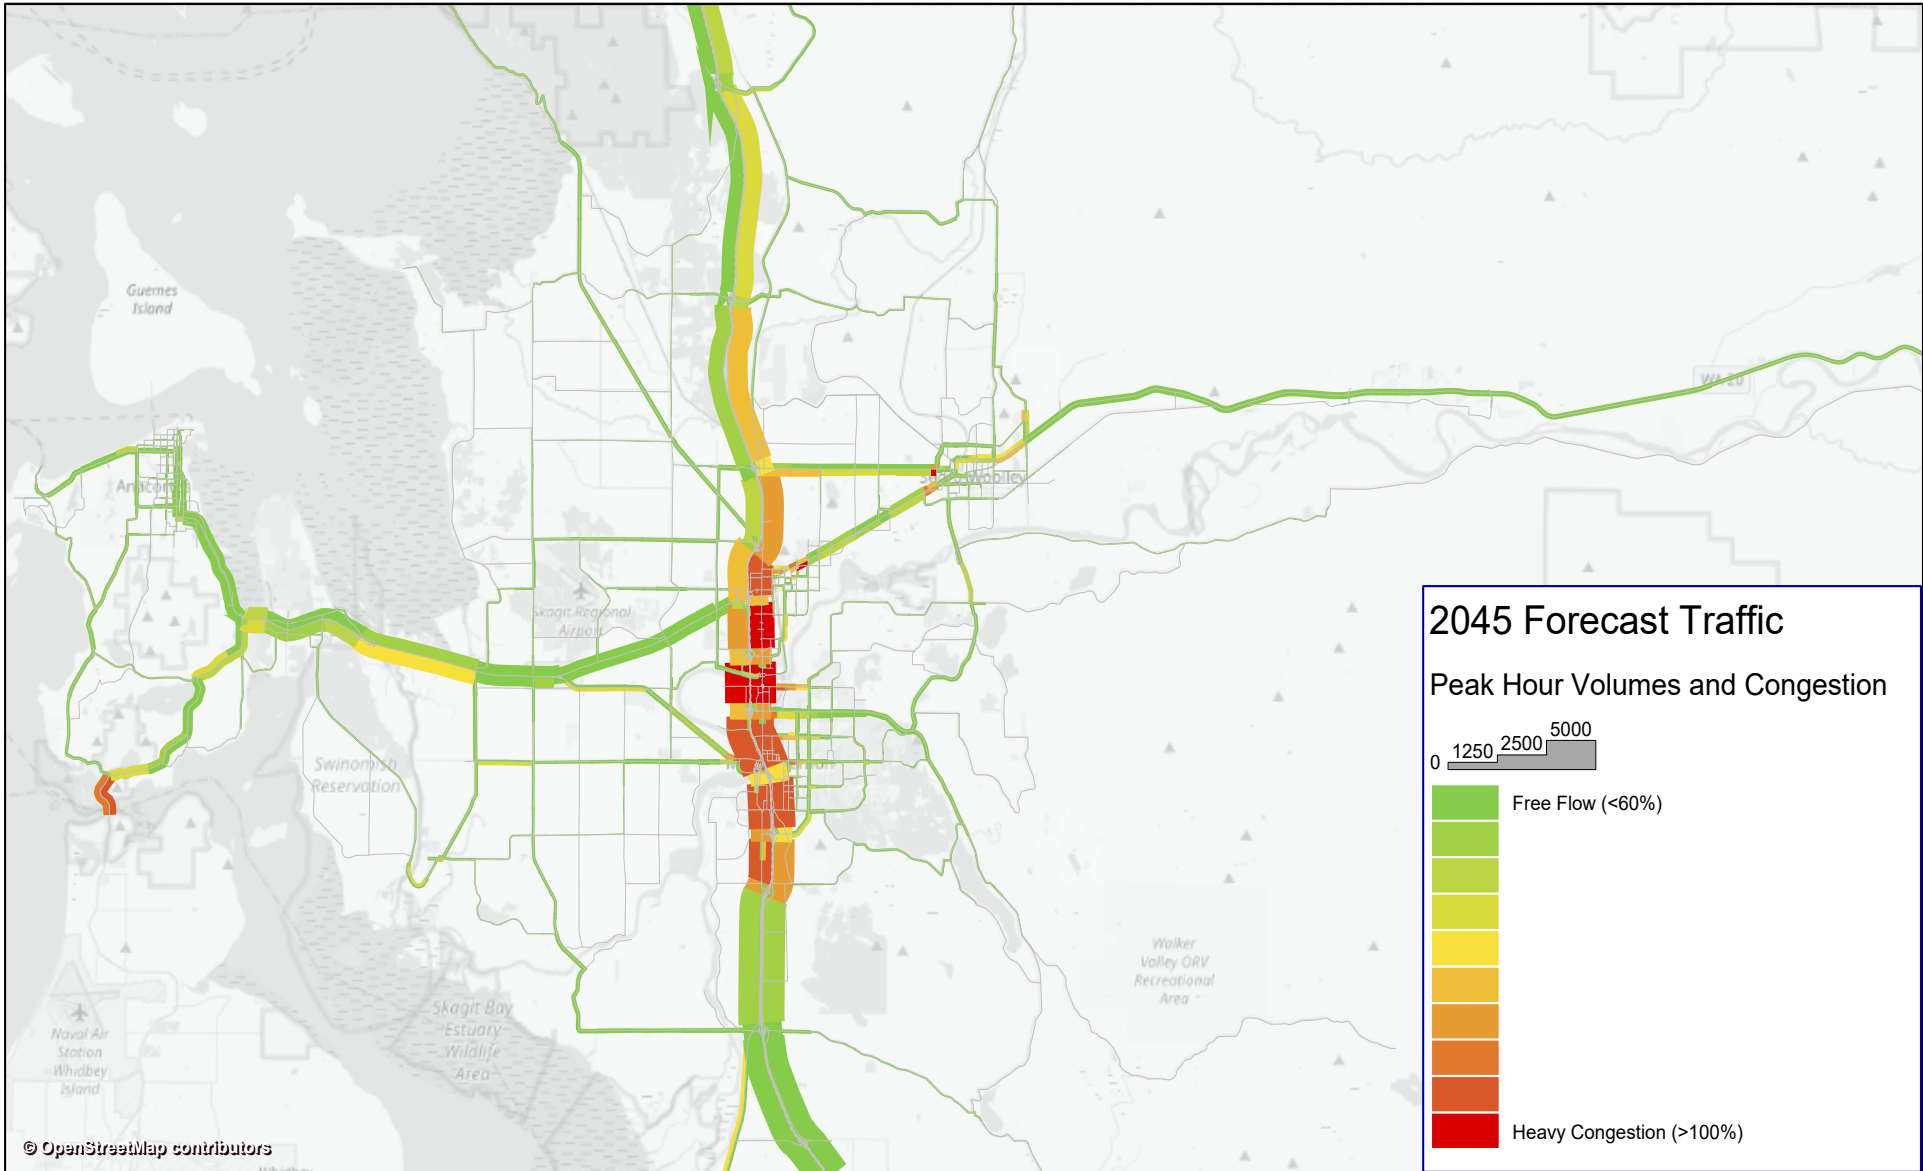 Guemes
Island
WA 20
Skagit Regional
Airport
Swinomish
Reservation
Walker
Valley ORV
Recreational
Area
Skagit Bay
Estuary
Wildlife
Area
Naval Air
Station
Whidbey
Island
© OpenStreetMap contributors
2045 Forecast Traffic
Peak Hour Volumes and Congestion
0 1250 2500 5000
Free Flow (<60%)
Heavy Congestion (>100%)